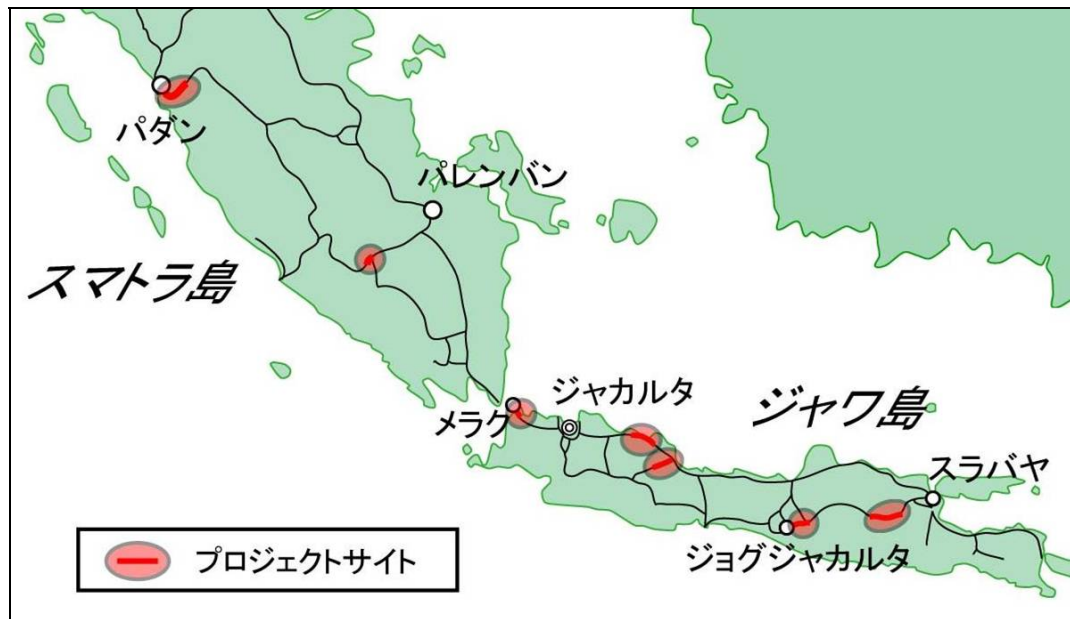 パダン
パレンバン
スマトラ島
ジャカルタ
ジャワ島
メラク
スラバヤ
ジョグジャカルタ
プロジェクトサイト